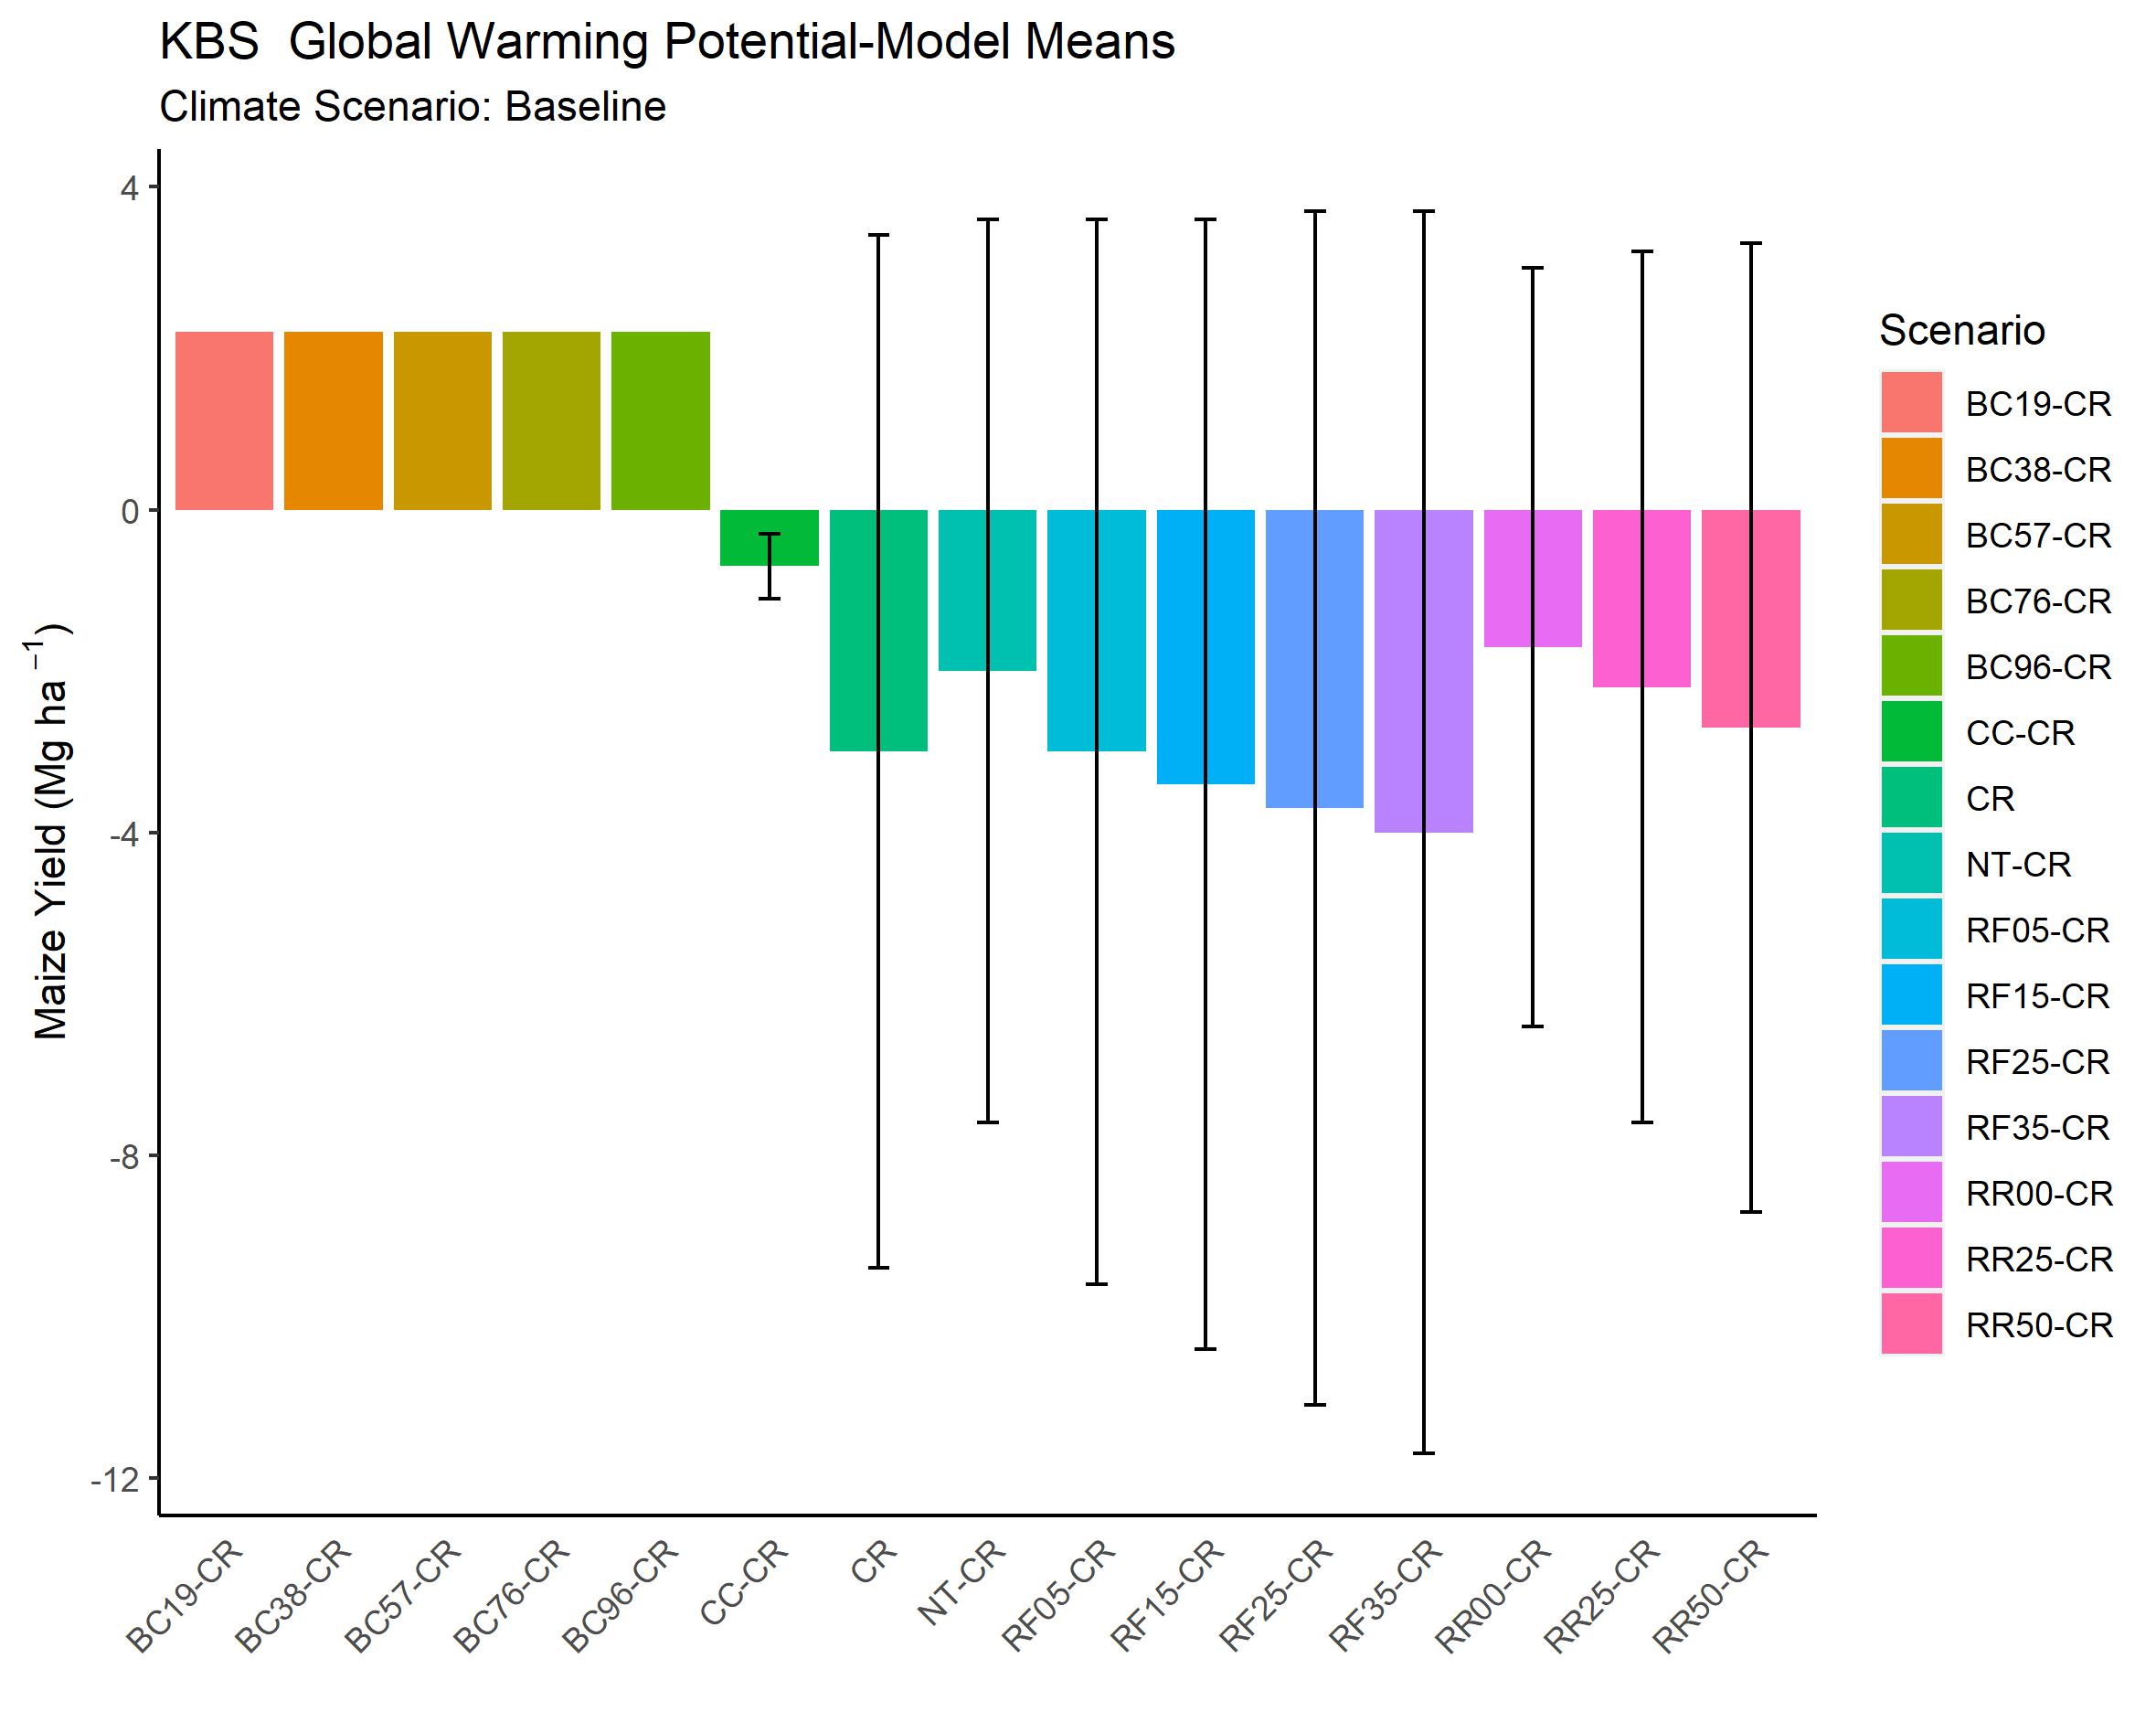 KBS  Global Warming Potential-Model Means
Climate Scenario: Baseline
Maize Yield (Mg ha⁻¹)
4
0
-4
-8
-12
BC19-CR
BC38-CR
BC57-CR
BC76-CR
BC96-CR
CC-CR
CR
NT-CR
RF05-CR
RF15-CR
RF25-CR
RF35-CR
RR00-CR
RR25-CR
RR50-CR
Scenario
BC19-CR
BC38-CR
BC57-CR
BC76-CR
BC96-CR
CC-CR
CR
NT-CR
RF05-CR
RF15-CR
RF25-CR
RF35-CR
RR00-CR
RR25-CR
RR50-CR